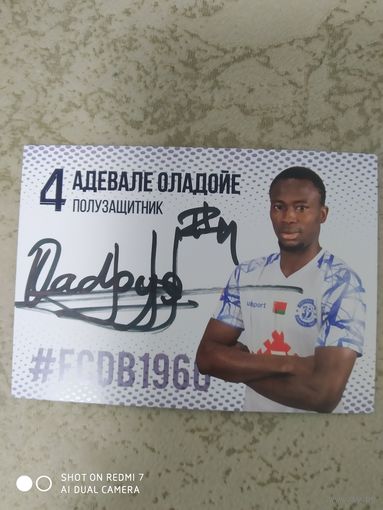 4 АДЕВАЛЕ ОЛАДОЙЕ
ПОЛУЗАЩИТНИК
#FCDB1960
SHOT ON REDMI 7
AI DUAL CAMERA